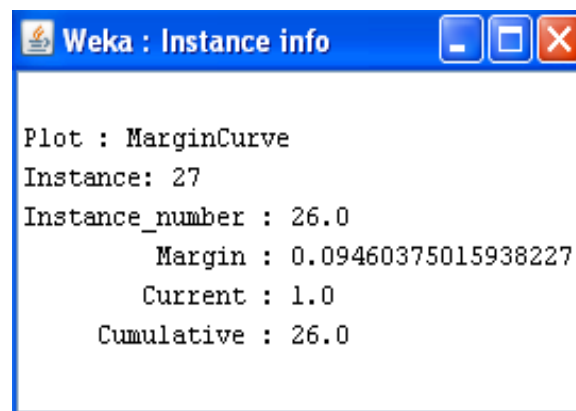 Weka : Instance info
Plot : MarginCurve
Instance: 27
Instance_number : 26.0
Margin : 0.09460375015938227
Current : 1.0
Cumulative : 26.0